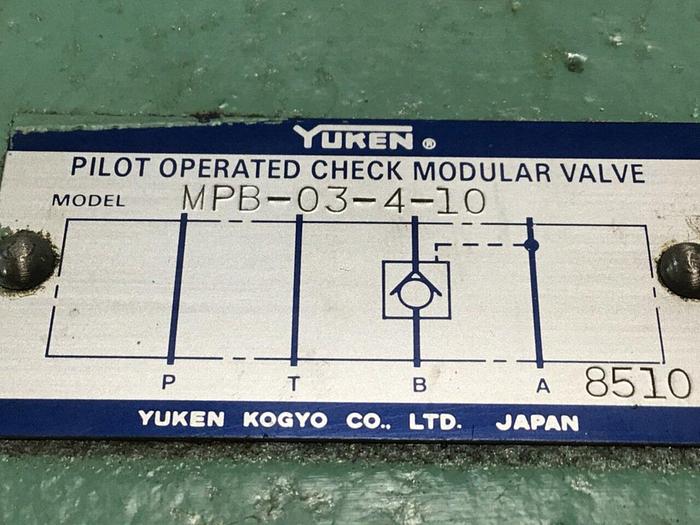 YUKEN ®
PILOT OPERATED CHECK MODULAR VALVE
MODEL MPB-03-4-10
P T B A 8510
YUKEN KOGYO CO., LTD. JAPAN